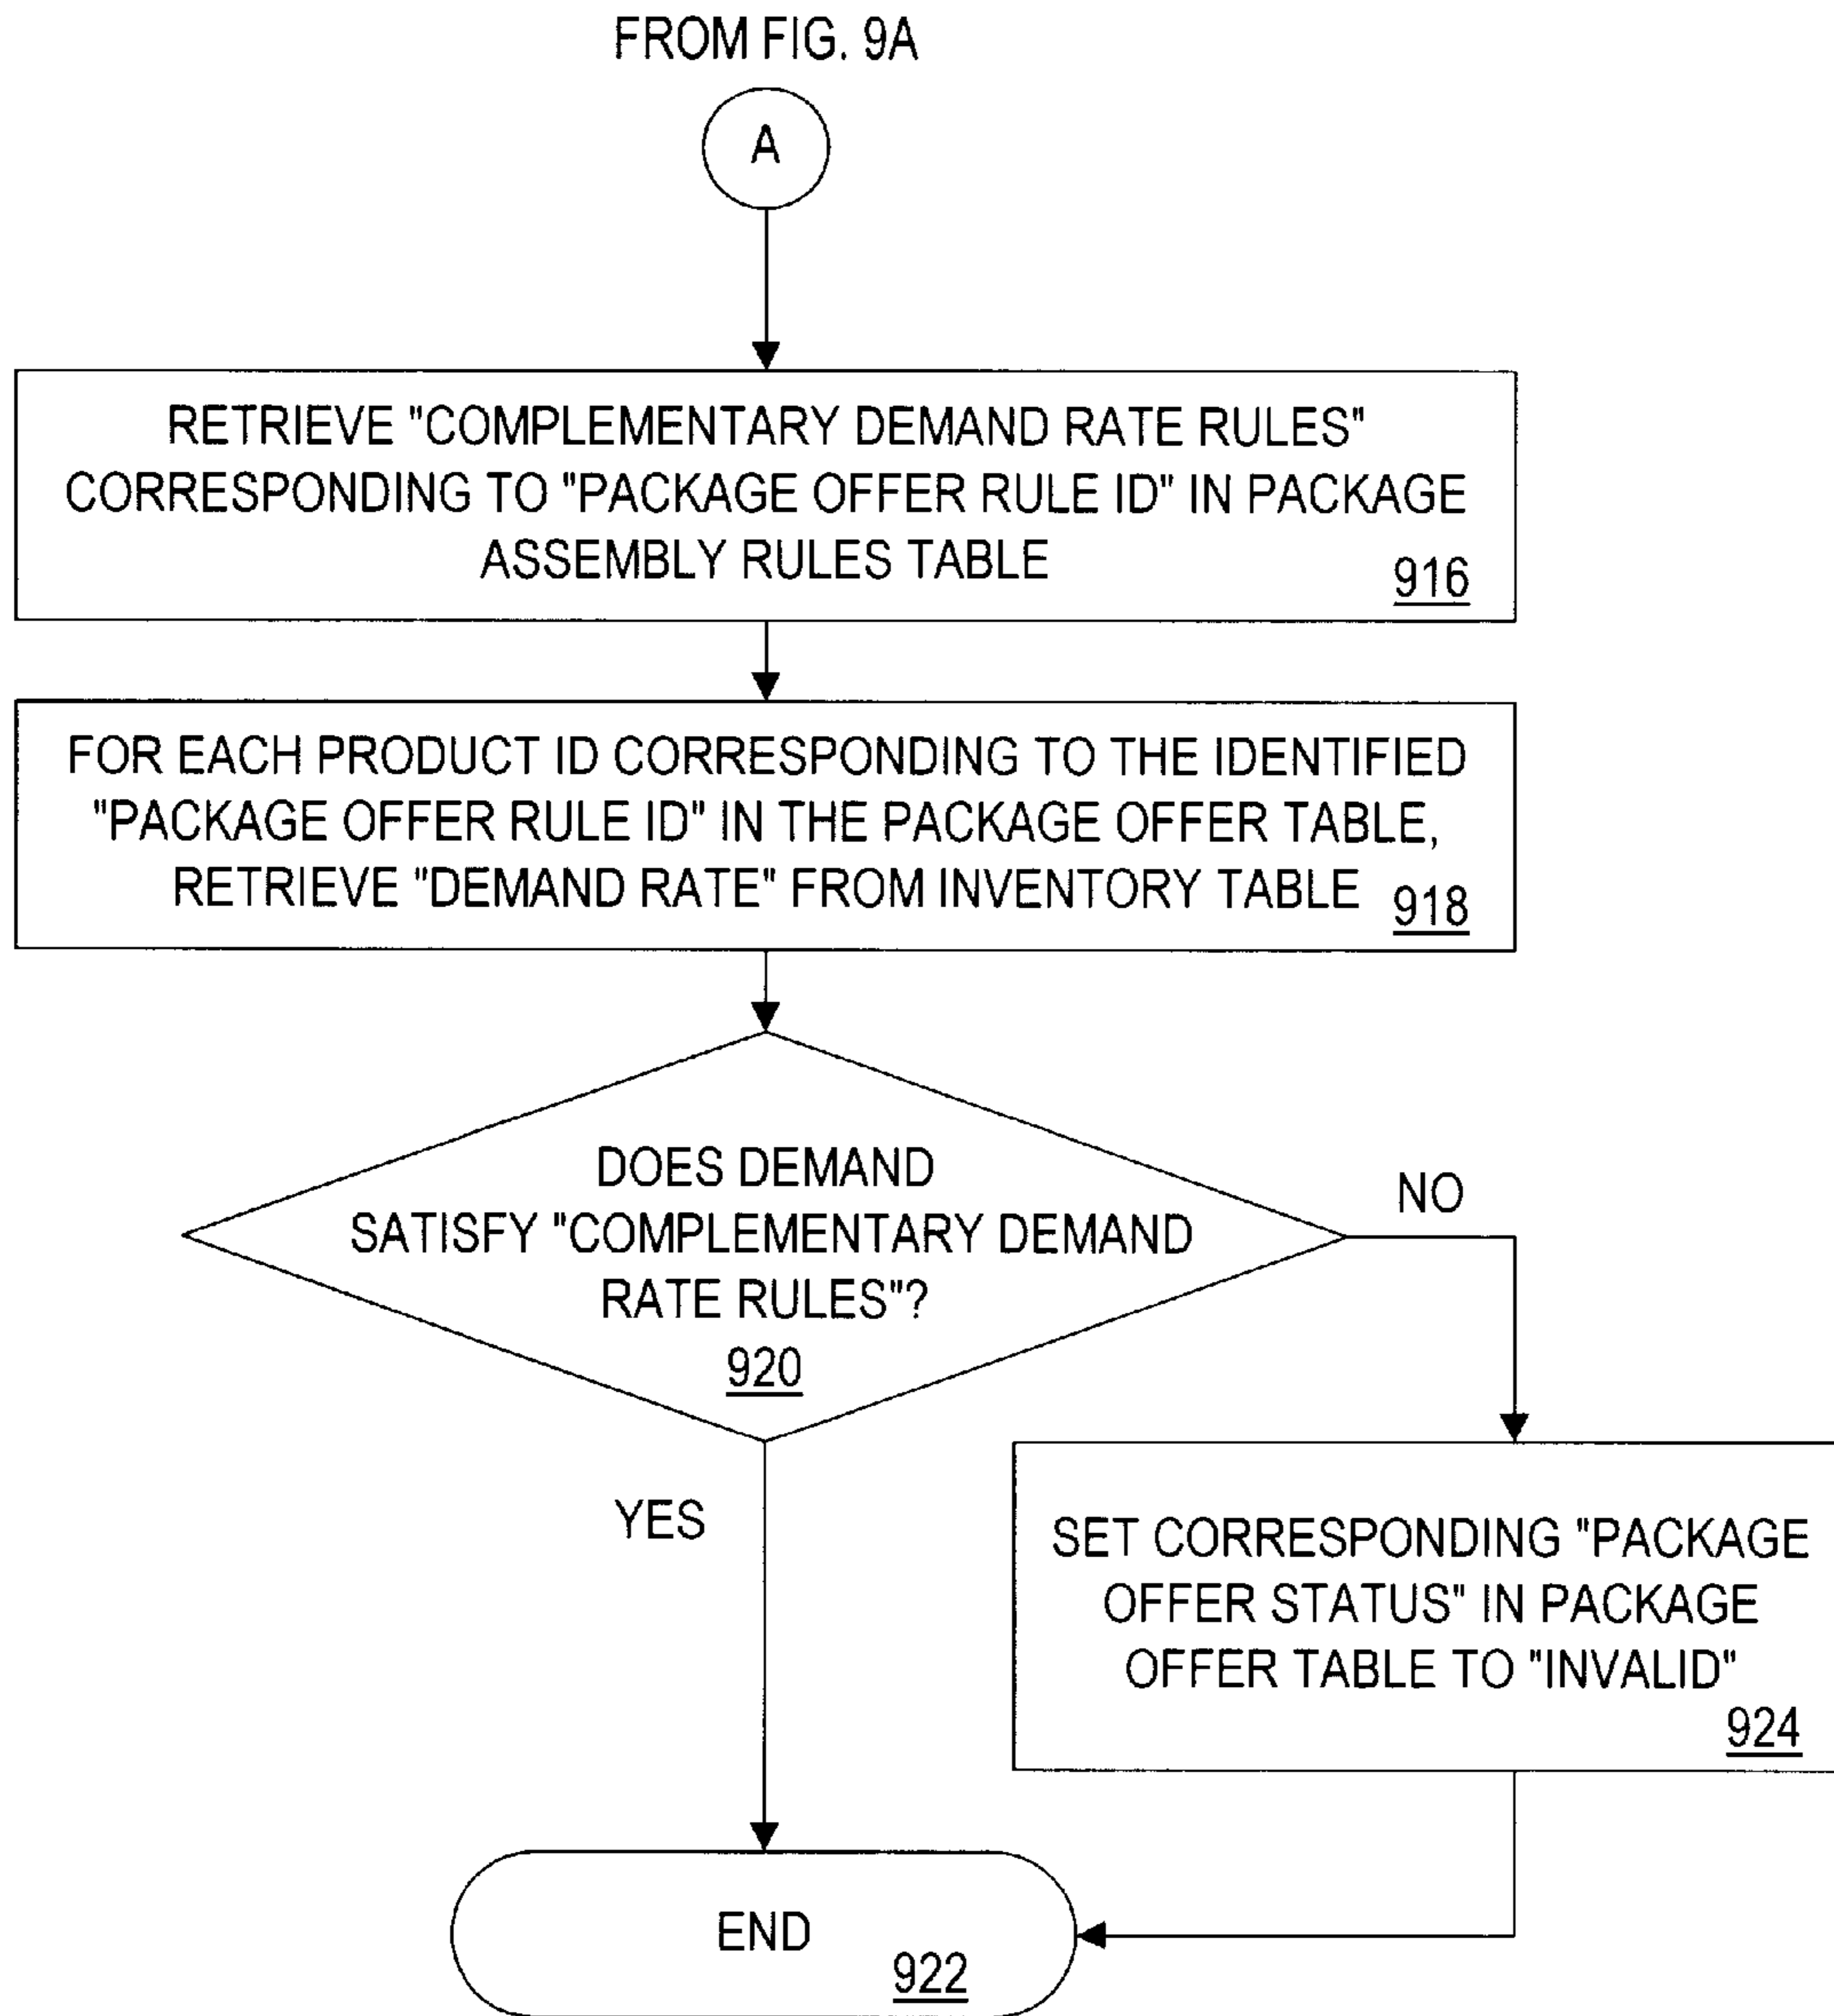 FROM FIG. 9A
A
RETRIEVE "COMPLEMENTARY DEMAND RATE RULES"
CORRESPONDING TO "PACKAGE OFFER RULE ID" IN PACKAGE
ASSEMBLY RULES TABLE
916
FOR EACH PRODUCT ID CORRESPONDING TO THE IDENTIFIED
"PACKAGE OFFER RULE ID" IN THE PACKAGE OFFER TABLE,
RETRIEVE "DEMAND RATE" FROM INVENTORY TABLE
918
DOES DEMAND
SATISFY "COMPLEMENTARY DEMAND
RATE RULES"?
920
NO
YES
SET CORRESPONDING "PACKAGE
OFFER STATUS" IN PACKAGE
OFFER TABLE TO "INVALID"
924
END
922